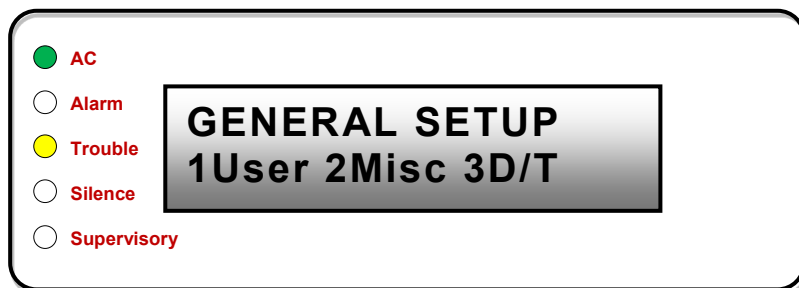 AC
Alarm
Trouble
Silence
Supervisory
GENERAL SETUP
1User 2Misc 3D/T